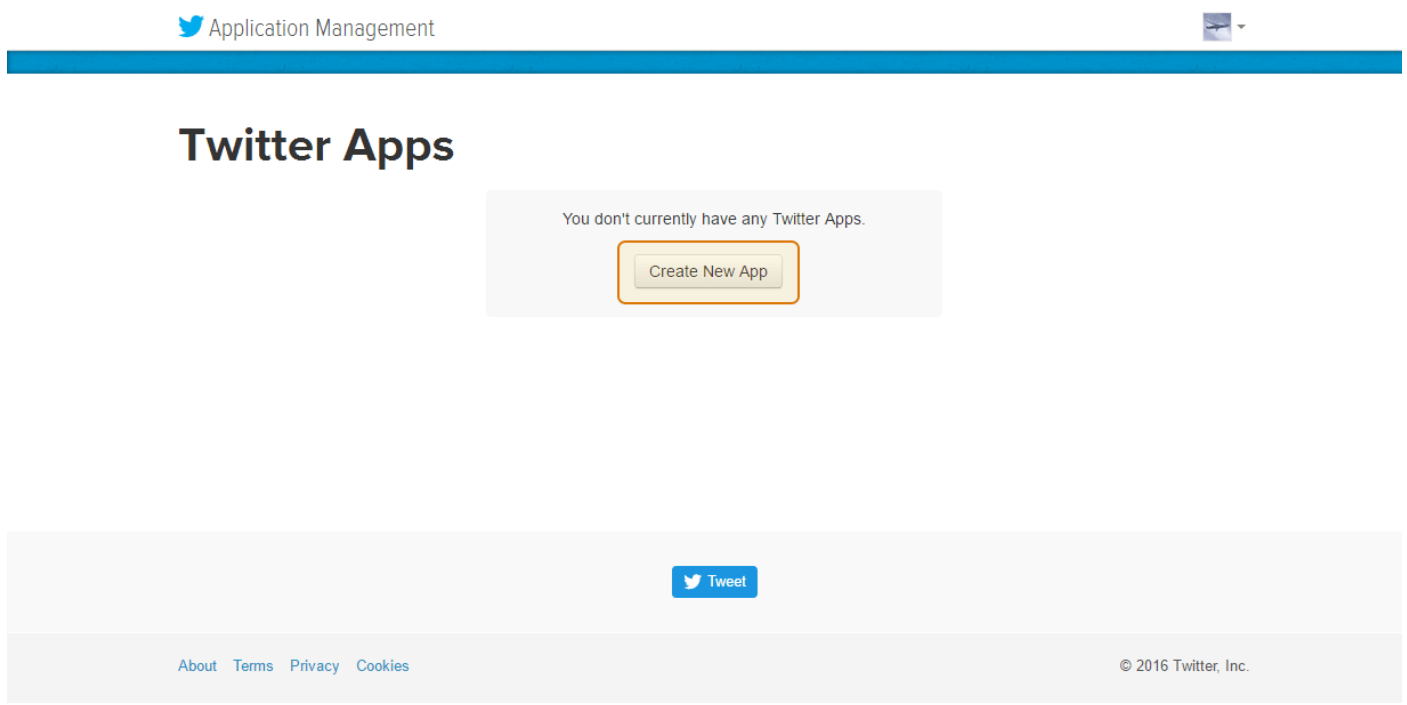 Application Management
Twitter Apps
You don't currently have any Twitter Apps.
Create New App
Tweet
About Terms Privacy Cookies © 2016 Twitter, Inc.